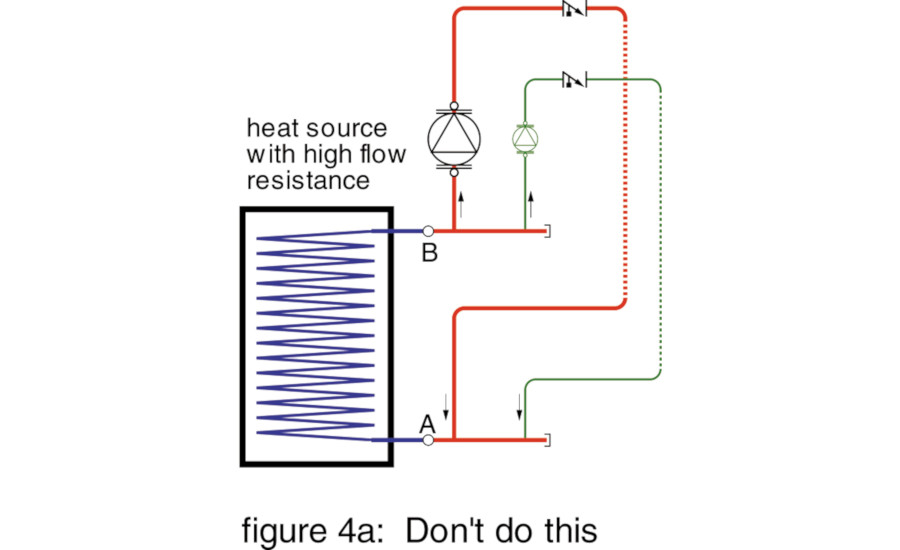 heat source
with high flow
resistance
B
A
figure 4a:  Don't do this